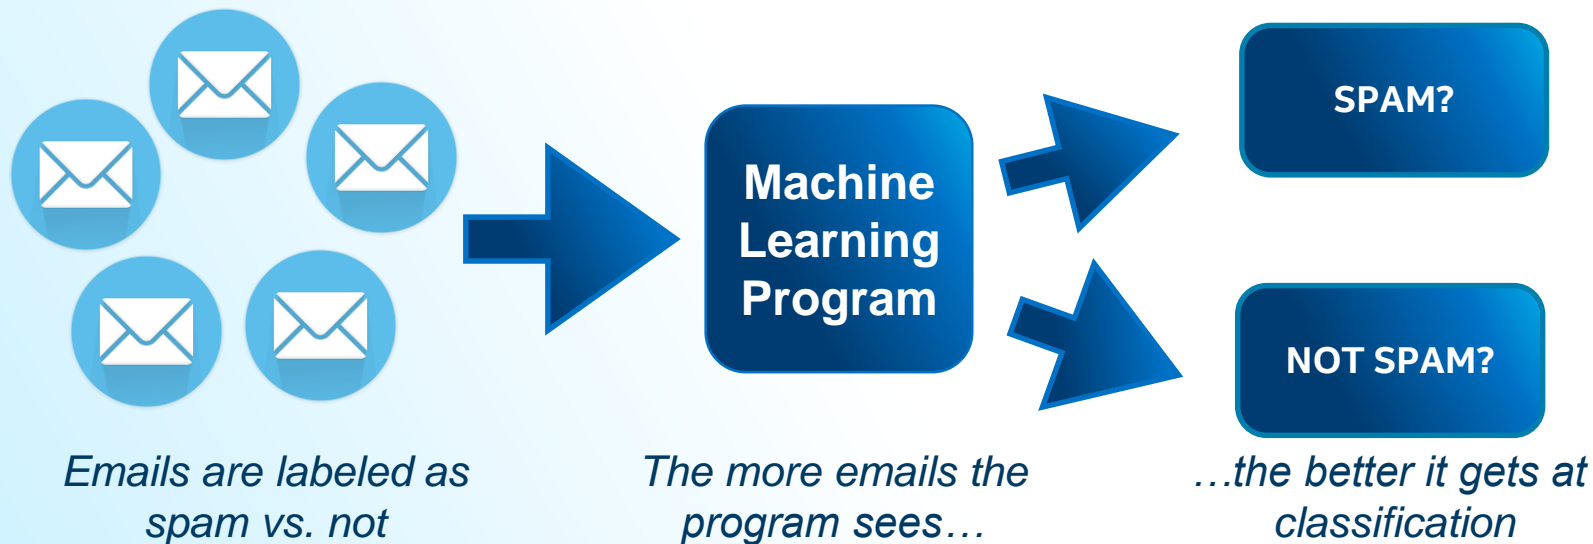 SPAM?
Machine
Learning
Program
NOT SPAM?
Emails are labeled as
spam vs. not
The more emails the
program sees…
…the better it gets at
classification